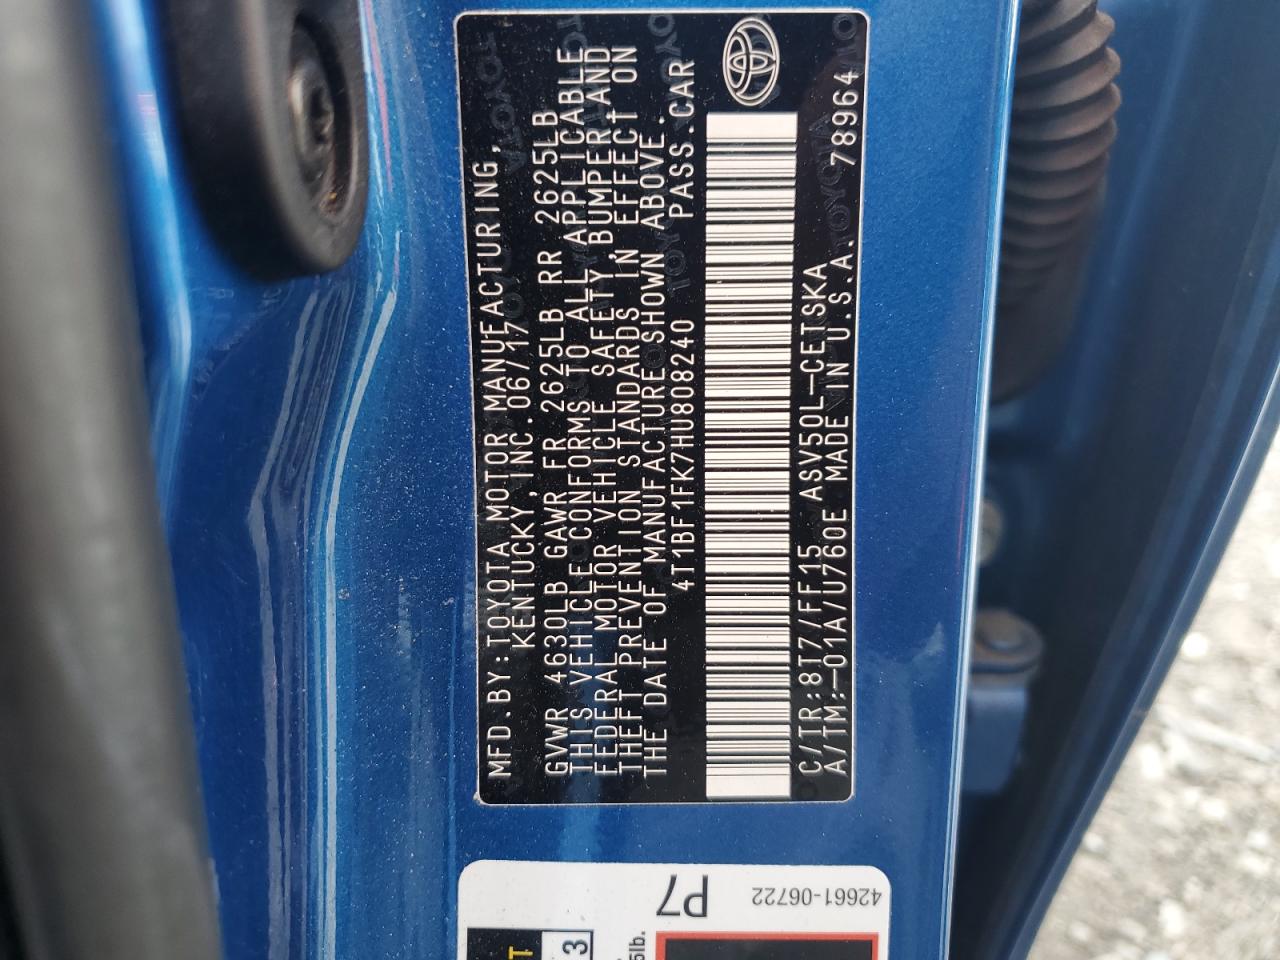 MFD.BY:TOYOTA MOTOR MANUFACTURING,
KENTUCKY, INC.06/17
GVWR 4630LB GAWR FR 2625LB RR 2625LB
THIS VEHICLE CONFORMS TO ALL APPLICABLE
FEDERAL MOTOR VEHICLE SAFETY,BUMPER,AND
THEFT PREVENTION STANDARDS IN EFFECT ON
THE DATE OF MANUFACTURE SHOWN ABOVE.
4T1BF1FK7HU808240 PASS.CAR
C/TR:8T7/FF15 ASV50L-CETSKA
A/TM:-01A/U760E MADE IN U.S.A. 78964
P7
42661-06722
3